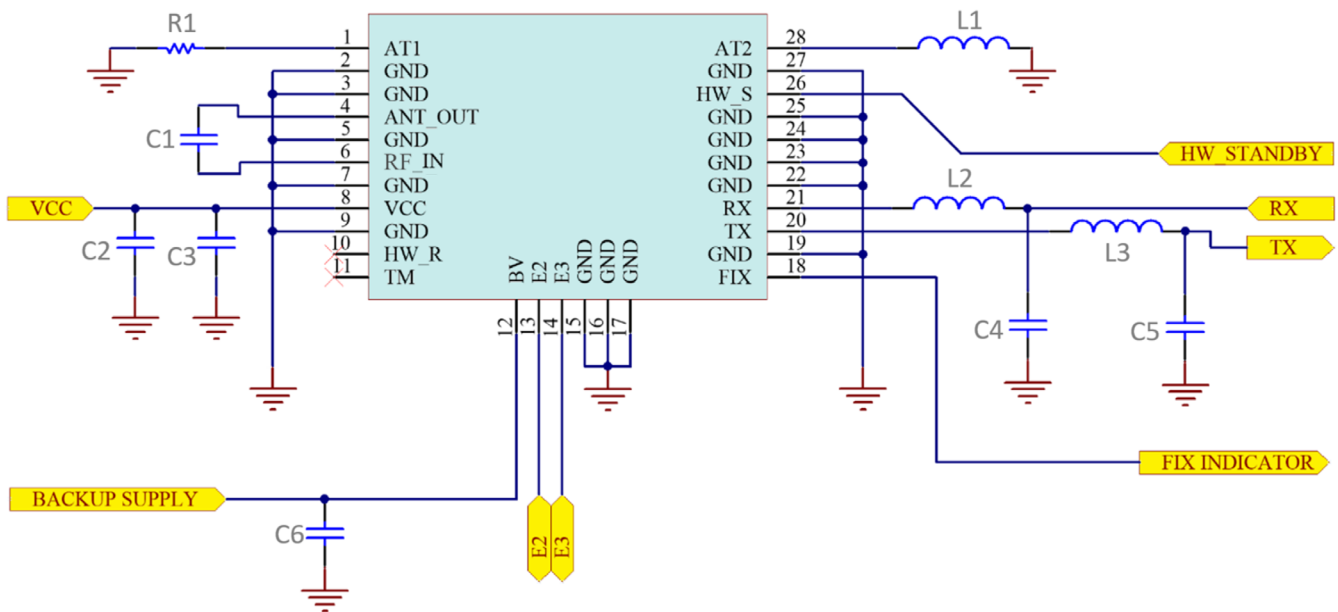 R1
1 AT1
2 GND
3 GND
4 ANT_OUT
5 GND
6 RF_IN
7 GND
8 VCC
9 GND
10 HW_R
11 TM
C1
VCC
C2
C3
AT2 28
GND 27
HW_S 26
GND 25
GND 24
GND 23
GND 22
RX 21
TX 20
GND 19
FIX 18
L1
HW_STANDBY
L2
RX
L3
TX
C4
C5
BV
E2
E3
GND
GND
GND
12
13
14
15
16
17
FIX INDICATOR
BACKUP SUPPLY
C6
E2
E3